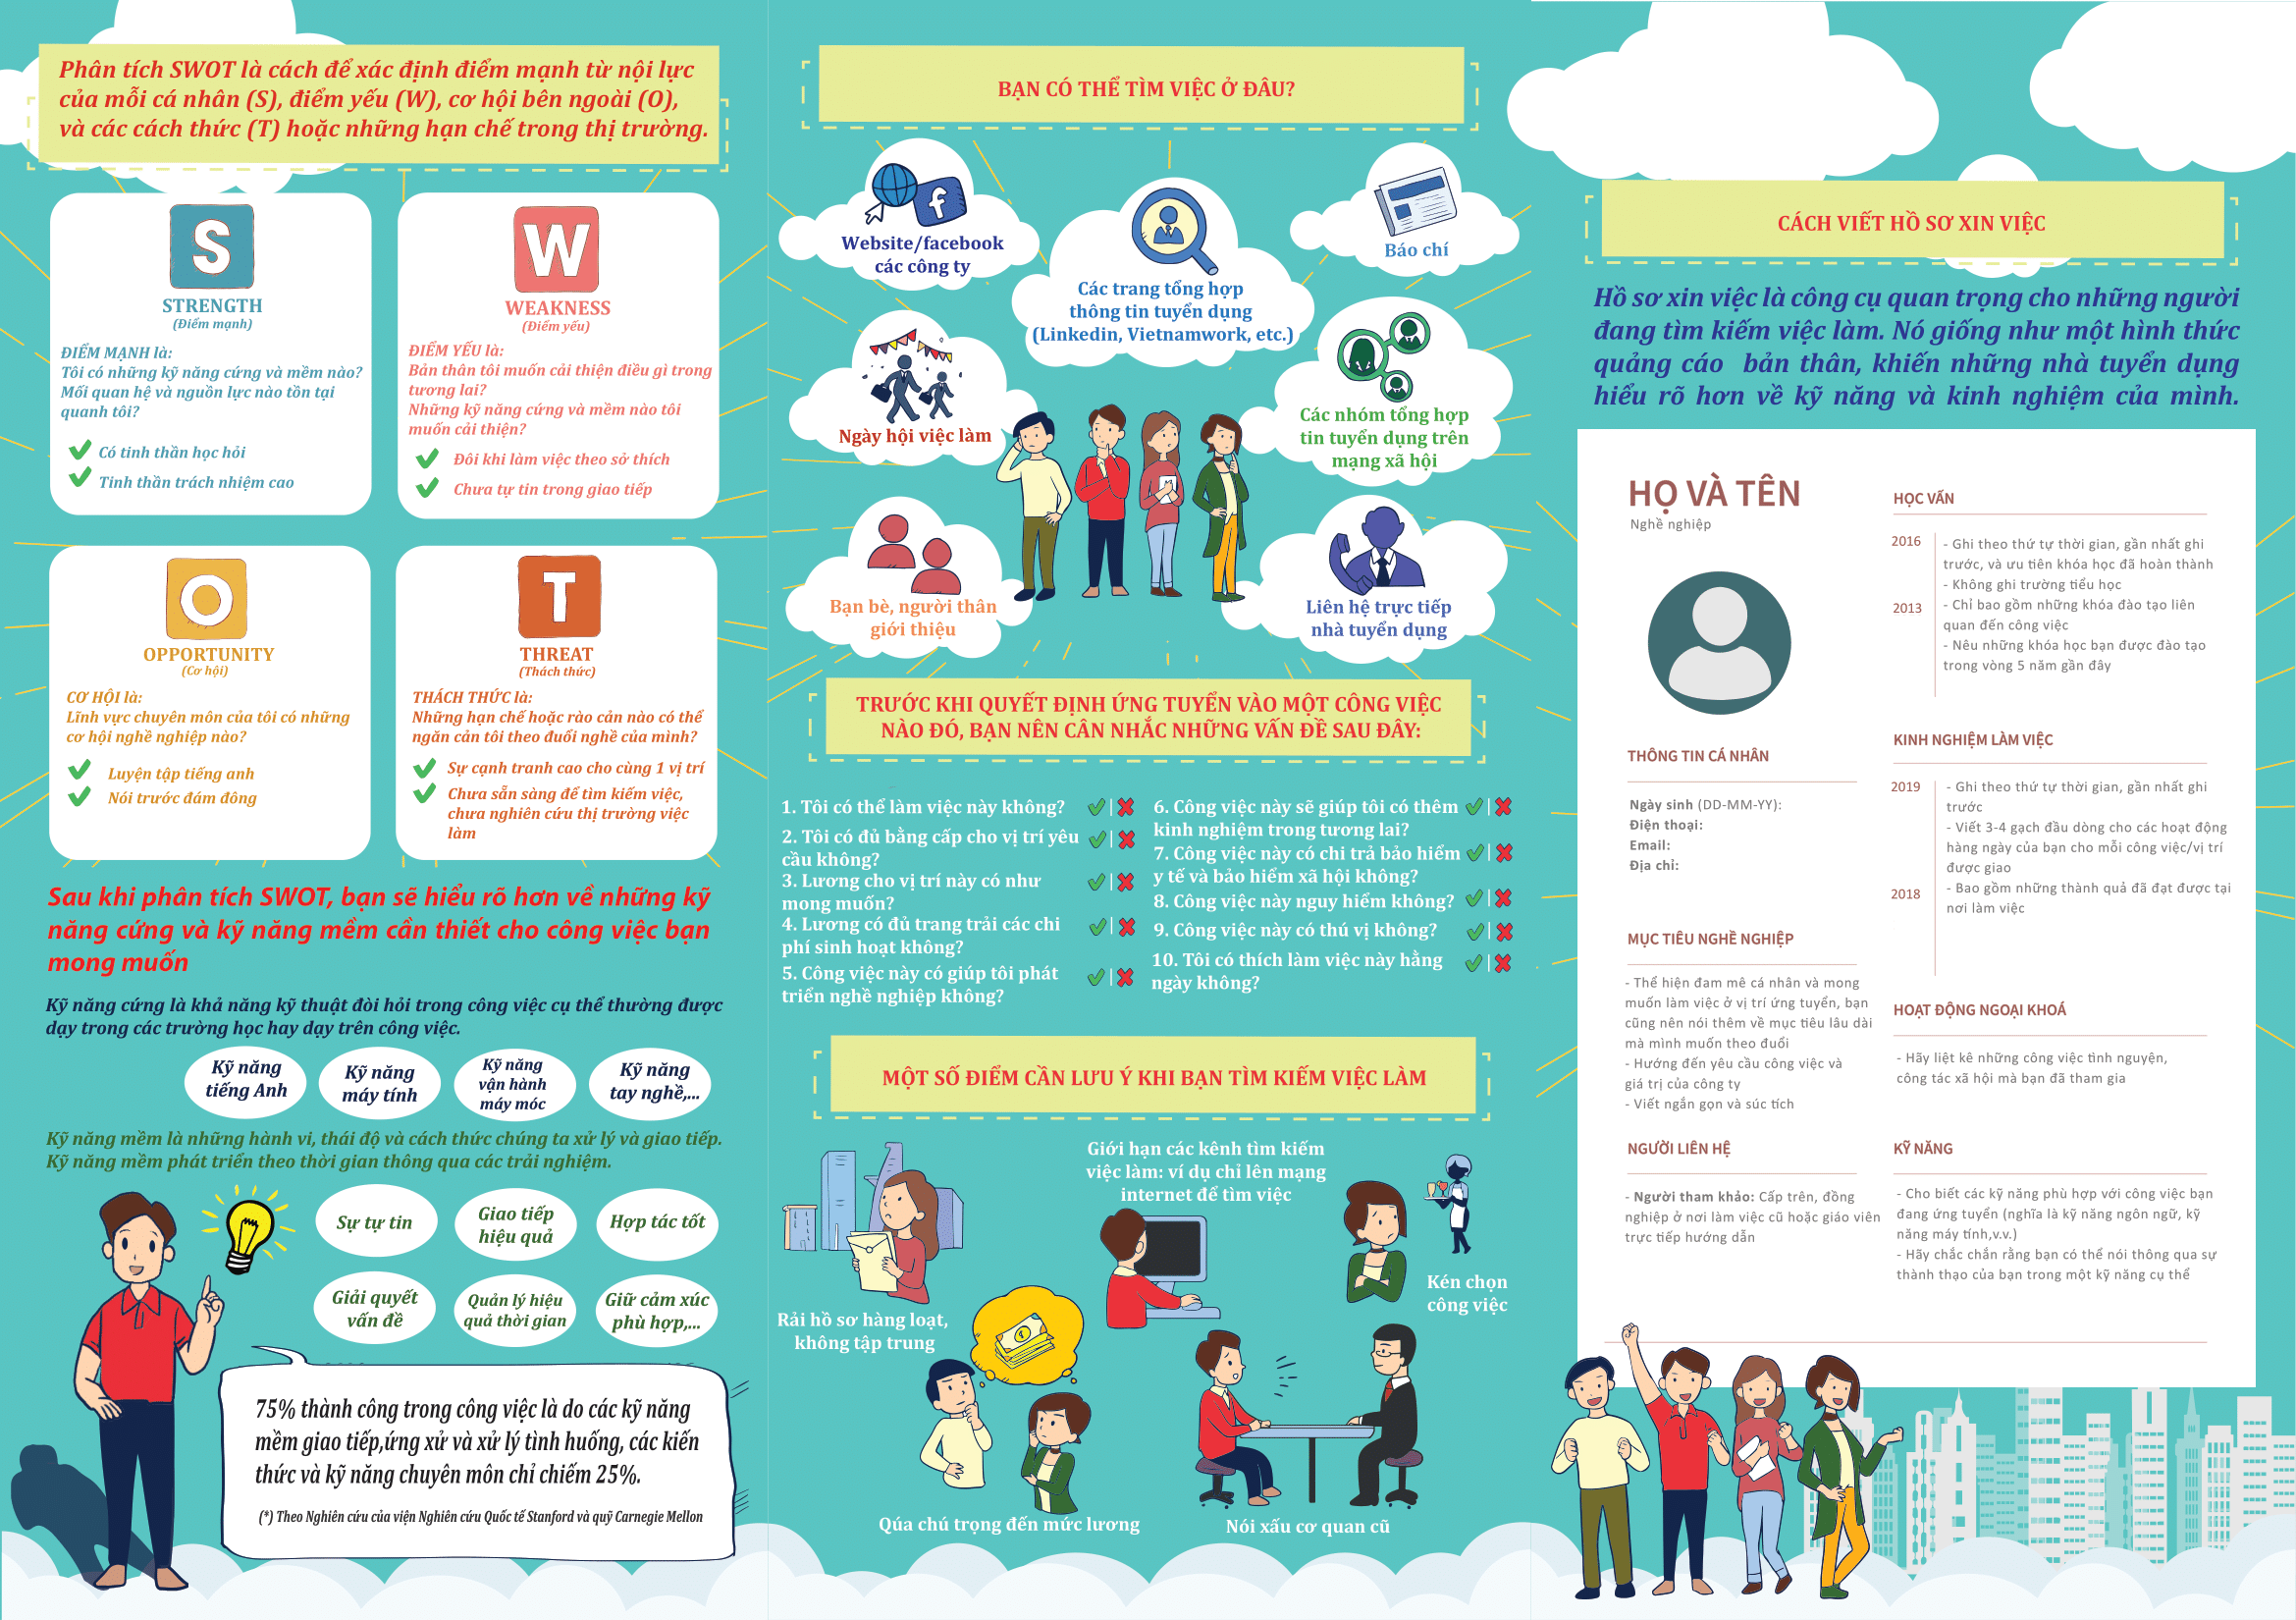 Phân tích SWOT là cách để xác định điểm mạnh từ nội lực
của mỗi cá nhân (S), điểm yếu (W), cơ hội bên ngoài (O),
và các cách thức (T) hoặc những hạn chế trong thị trường.
S
STRENGTH
(Điểm mạnh)
ĐIỂM MẠNH là:
Tôi có những kỹ năng cứng và mềm nào?
Mối quan hệ và nguồn lực nào tồn tại
quanh tôi?
Có tinh thần học hỏi
Tinh thần trách nhiệm cao
W
WEAKNESS
(Điểm yếu)
ĐIỂM YẾU là:
Bản thân tôi muốn cải thiện điều gì trong
tương lai?
Những kỹ năng cứng và mềm nào tôi
muốn cải thiện?
Đôi khi làm việc theo sở thích
Chưa tự tin trong giao tiếp
O
OPPORTUNITY
(Cơ hội)
CƠ HỘI là:
Lĩnh vực chuyên môn của tôi có những
cơ hội nghề nghiệp nào?
Luyện tập tiếng anh
Nói trước đám đông
T
THREAT
(Thách thức)
THÁCH THỨC là:
Những hạn chế hoặc rào cản nào có thể
ngăn cản tôi theo đuổi nghề của mình?
Sự cạnh tranh cao cho cùng 1 vị trí
Chưa sẵn sàng để tìm kiếm việc,
chưa nghiên cứu thị trường việc
làm
Sau khi phân tích SWOT, bạn sẽ hiểu rõ hơn về những kỹ
năng cứng và kỹ năng mềm cần thiết cho công việc bạn
mong muốn
Kỹ năng cứng là khả năng kỹ thuật đòi hỏi trong công việc cụ thể thường được
dạy trong các trường học hay dạy trên công việc.
Kỹ năng
tiếng Anh
Kỹ năng
máy tính
Kỹ năng
vận hành
máy móc
Kỹ năng
tay nghề,...
Kỹ năng mềm là những hành vi, thái độ và cách thức chúng ta xử lý và giao tiếp.
Kỹ năng mềm phát triển theo thời gian thông qua các trải nghiệm.
Sự tự tin
Giao tiếp
hiệu quả
Hợp tác tốt
Giải quyết
vấn đề
Quản lý hiệu
quả thời gian
Giữ cảm xúc
phù hợp,...
75% thành công trong công việc là do các kỹ năng
mềm giao tiếp,ứng xử và xử lý tình huống, các kiến
thức và kỹ năng chuyên môn chỉ chiếm 25%.
(*) Theo Nghiên cứu của viện Nghiên cứu Quốc tế Stanford và quỹ Carnegie Mellon
BẠN CÓ THỂ TÌM VIỆC Ở ĐÂU?
f
Website/facebook
các công ty
Các trang tổng hợp
thông tin tuyển dụng
(Linkedin, Vietnamwork, etc.)
Báo chí
Ngày hội việc làm
Các nhóm tổng hợp
tin tuyển dụng trên
mạng xã hội
Bạn bè, người thân
giới thiệu
Liên hệ trực tiếp
nhà tuyển dụng
TRƯỚC KHI QUYẾT ĐỊNH ỨNG TUYỂN VÀO MỘT CÔNG VIỆC
NÀO ĐÓ, BẠN NÊN CÂN NHẮC NHỮNG VẤN ĐỀ SAU ĐÂY:
1. Tôi có thể làm việc này không?
2. Tôi có đủ bằng cấp cho vị trí yêu
cầu không?
3. Lương cho vị trí này có như
mong muốn?
4. Lương có đủ trang trải các chi
phí sinh hoạt không?
5. Công việc này có giúp tôi phát
triển nghề nghiệp không?
6. Công việc này sẽ giúp tôi có thêm
kinh nghiệm trong tương lai?
7. Công việc này có chi trả bảo hiểm
y tế và bảo hiểm xã hội không?
8. Công việc này nguy hiểm không?
9. Công việc này có thú vị không?
10. Tôi có thích làm việc này hằng
ngày không?
MỘT SỐ ĐIỂM CẦN LƯU Ý KHI BẠN TÌM KIẾM VIỆC LÀM
Giới hạn các kênh tìm kiếm
việc làm: ví dụ chỉ lên mạng
internet để tìm việc
Kén chọn
công việc
Rải hồ sơ hàng loạt,
không tập trung
Qúa chú trọng đến mức lương
Nói xấu cơ quan cũ
CÁCH VIẾT HỒ SƠ XIN VIỆC
Hồ sơ xin việc là công cụ quan trọng cho những người
đang tìm kiếm việc làm. Nó giống như một hình thức
quảng cáo bản thân, khiến những nhà tuyển dụng
hiểu rõ hơn về kỹ năng và kinh nghiệm của mình.
HỌ VÀ TÊN
Nghề nghiệp
THÔNG TIN CÁ NHÂN
Ngày sinh (DD-MM-YY):
Điện thoại:
Email:
Địa chỉ:
MỤC TIÊU NGHỀ NGHIỆP
- Thể hiện đam mê cá nhân và mong
muốn làm việc ở vị trí ứng tuyển, bạn
cũng nên nói thêm về mục tiêu lâu dài
mà mình muốn theo đuổi
- Hướng đến yêu cầu công việc và
giá trị của công ty
- Viết ngắn gọn và súc tích
NGƯỜI LIÊN HỆ
- Người tham khảo: Cấp trên, đồng
nghiệp ở nơi làm việc cũ hoặc giáo viên
trực tiếp hướng dẫn
HỌC VẤN
2016
- Ghi theo thứ tự thời gian, gần nhất ghi
trước, và ưu tiên khóa học đã hoàn thành
- Không ghi trường tiểu học
2013
- Chỉ bao gồm những khóa đào tạo liên
quan đến công việc
- Nêu những khóa học bạn được đào tạo
trong vòng 5 năm gần đây
KINH NGHIỆM LÀM VIỆC
2019
- Ghi theo thứ tự thời gian, gần nhất ghi
trước
- Viết 3-4 gạch đầu dòng cho các hoạt động
hàng ngày của bạn cho mỗi công việc/vị trí
được giao
2018
- Bao gồm những thành quả đã đạt được tại
nơi làm việc
HOẠT ĐỘNG NGOẠI KHOÁ
- Hãy liệt kê những công việc tình nguyện,
công tác xã hội mà bạn đã tham gia
KỸ NĂNG
- Cho biết các kỹ năng phù hợp với công việc bạn
đang ứng tuyển (nghĩa là kỹ năng ngôn ngữ, kỹ
năng máy tính,v.v.)
- Hãy chắc chắn rằng bạn có thể nói thông qua sự
thành thạo của bạn trong một kỹ năng cụ thể